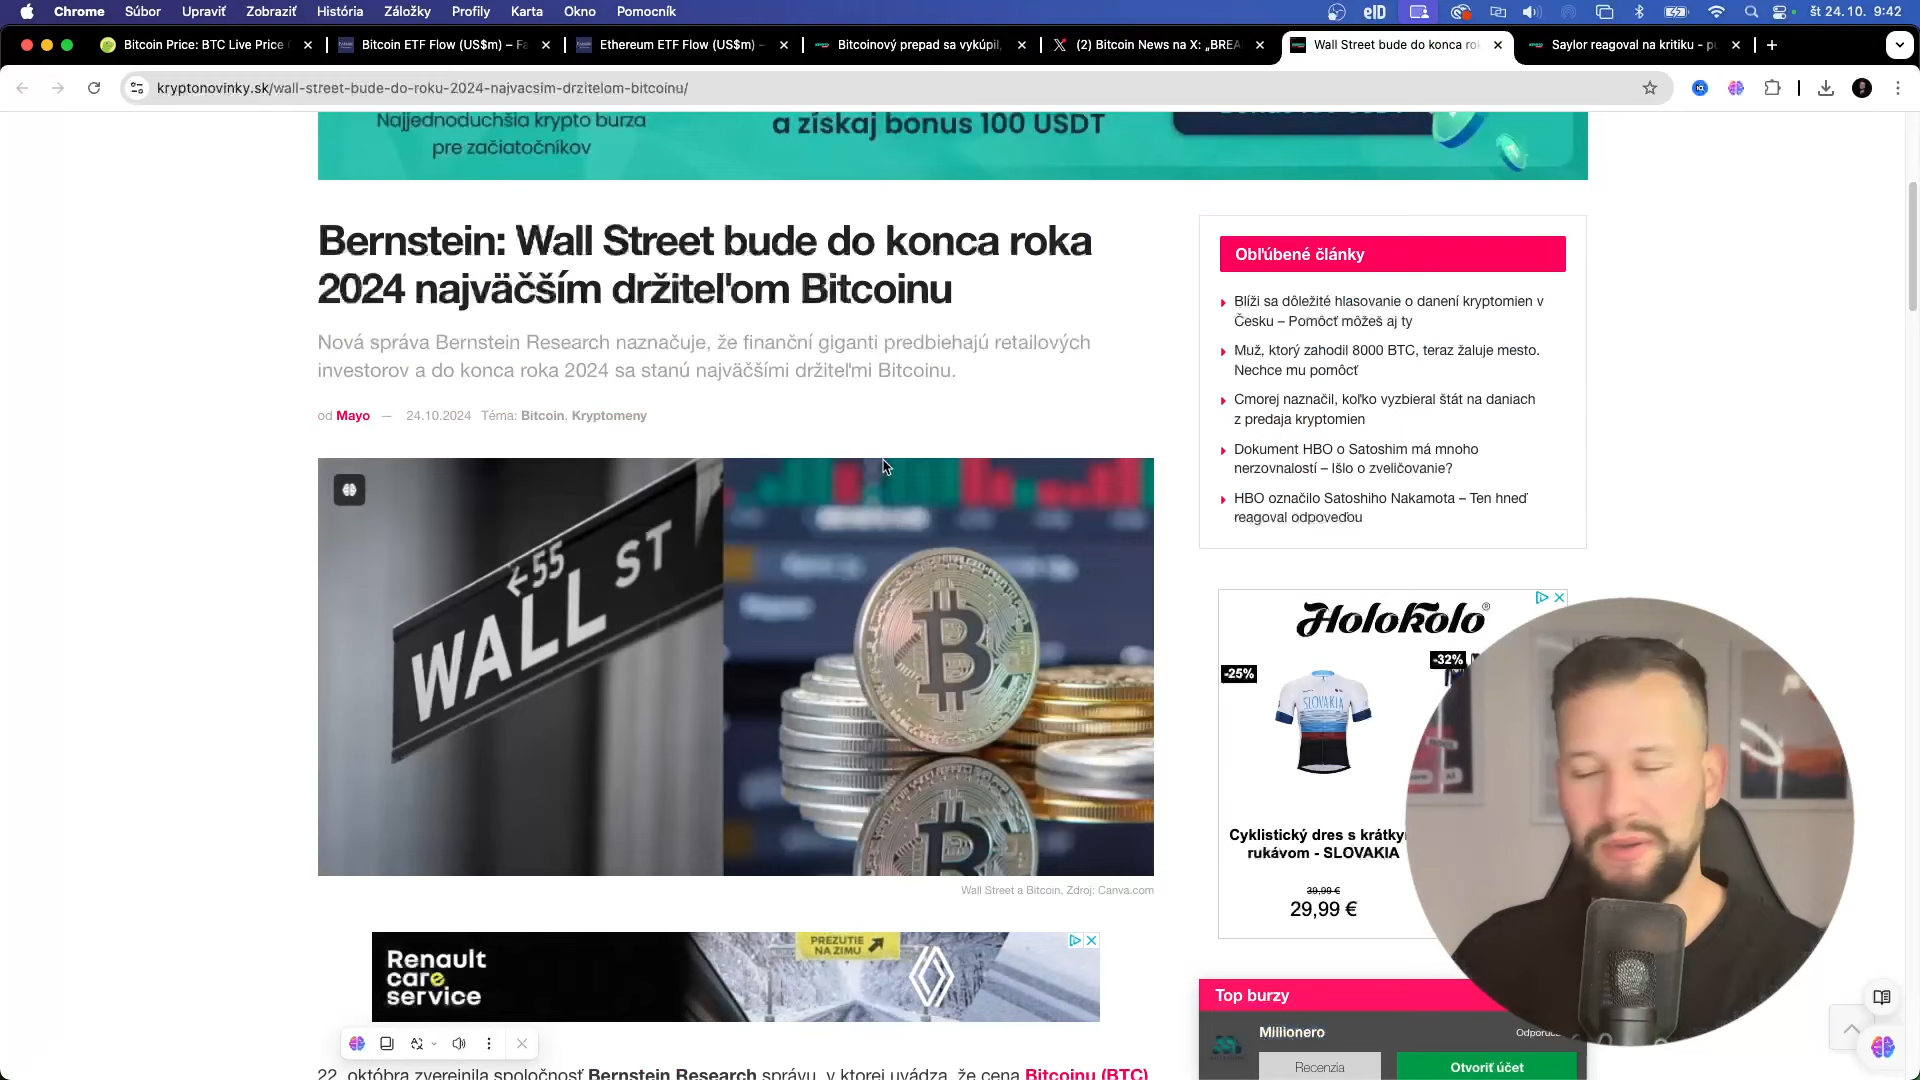 Chrome Súbor Upraviť Zobraziť História Záložky Profily Karta Okno Pomocník
eID
št 24. 10. 9:42
Bitcoin Price: BTC Live Price
Bitcoin ETF Flow (US$m) – Fa
Ethereum ETF Flow (US$m) –
Bitcoinový prepad sa vykúpil,
(2) Bitcoin News na X: „BREA
Wall Street bude do konca ro
Saylor reagoval na kritiku - p
kryptonovinky.sk/wall-street-bude-do-roku-2024-najvacsim-drzitelom-bitcoinu/
Najjednoduchšia krypto burza
pre začiatočníkov
a získaj bonus 100 USDT
Bernstein: Wall Street bude do konca roka
2024 najväčším držiteľom Bitcoinu
Nová správa Bernstein Research naznačuje, že finanční giganti predbiehajú retailových
investorov a do konca roka 2024 sa stanú najväčšími držiteľmi Bitcoinu.
od Mayo — 24.10.2024 Téma: Bitcoin, Kryptomeny
←55
WALL ST
Wall Street a Bitcoin, Zdroj: Canva.com
Renault
care
service
PREZUTIE
NA ZIMU
22. októbra zverejnila spoločnosť Bernstein Research správu, v ktorej uvádza, že cena Bitcoinu (BTC)
Obľúbené články
Blíži sa dôležité hlasovanie o danení kryptomien v
Česku – Pomôcť môžeš aj ty
Muž, ktorý zahodil 8000 BTC, teraz žaluje mesto.
Nechce mu pomôcť
Cmorej naznačil, koľko vyzbieral štát na daniach
z predaja kryptomien
Dokument HBO o Satoshim má mnoho
nerzovnalostí – Išlo o zveličovanie?
HBO označilo Satoshiho Nakamota – Ten hneď
reagoval odpoveďou
Holokolo®
-25%
-32%
SLOVAKIA
Cyklistický dres s krátky
rukávom - SLOVAKIA
39,99 €
29,99 €
Top burzy
Millionero
Odporúč
Recenzia
Otvoriť účet